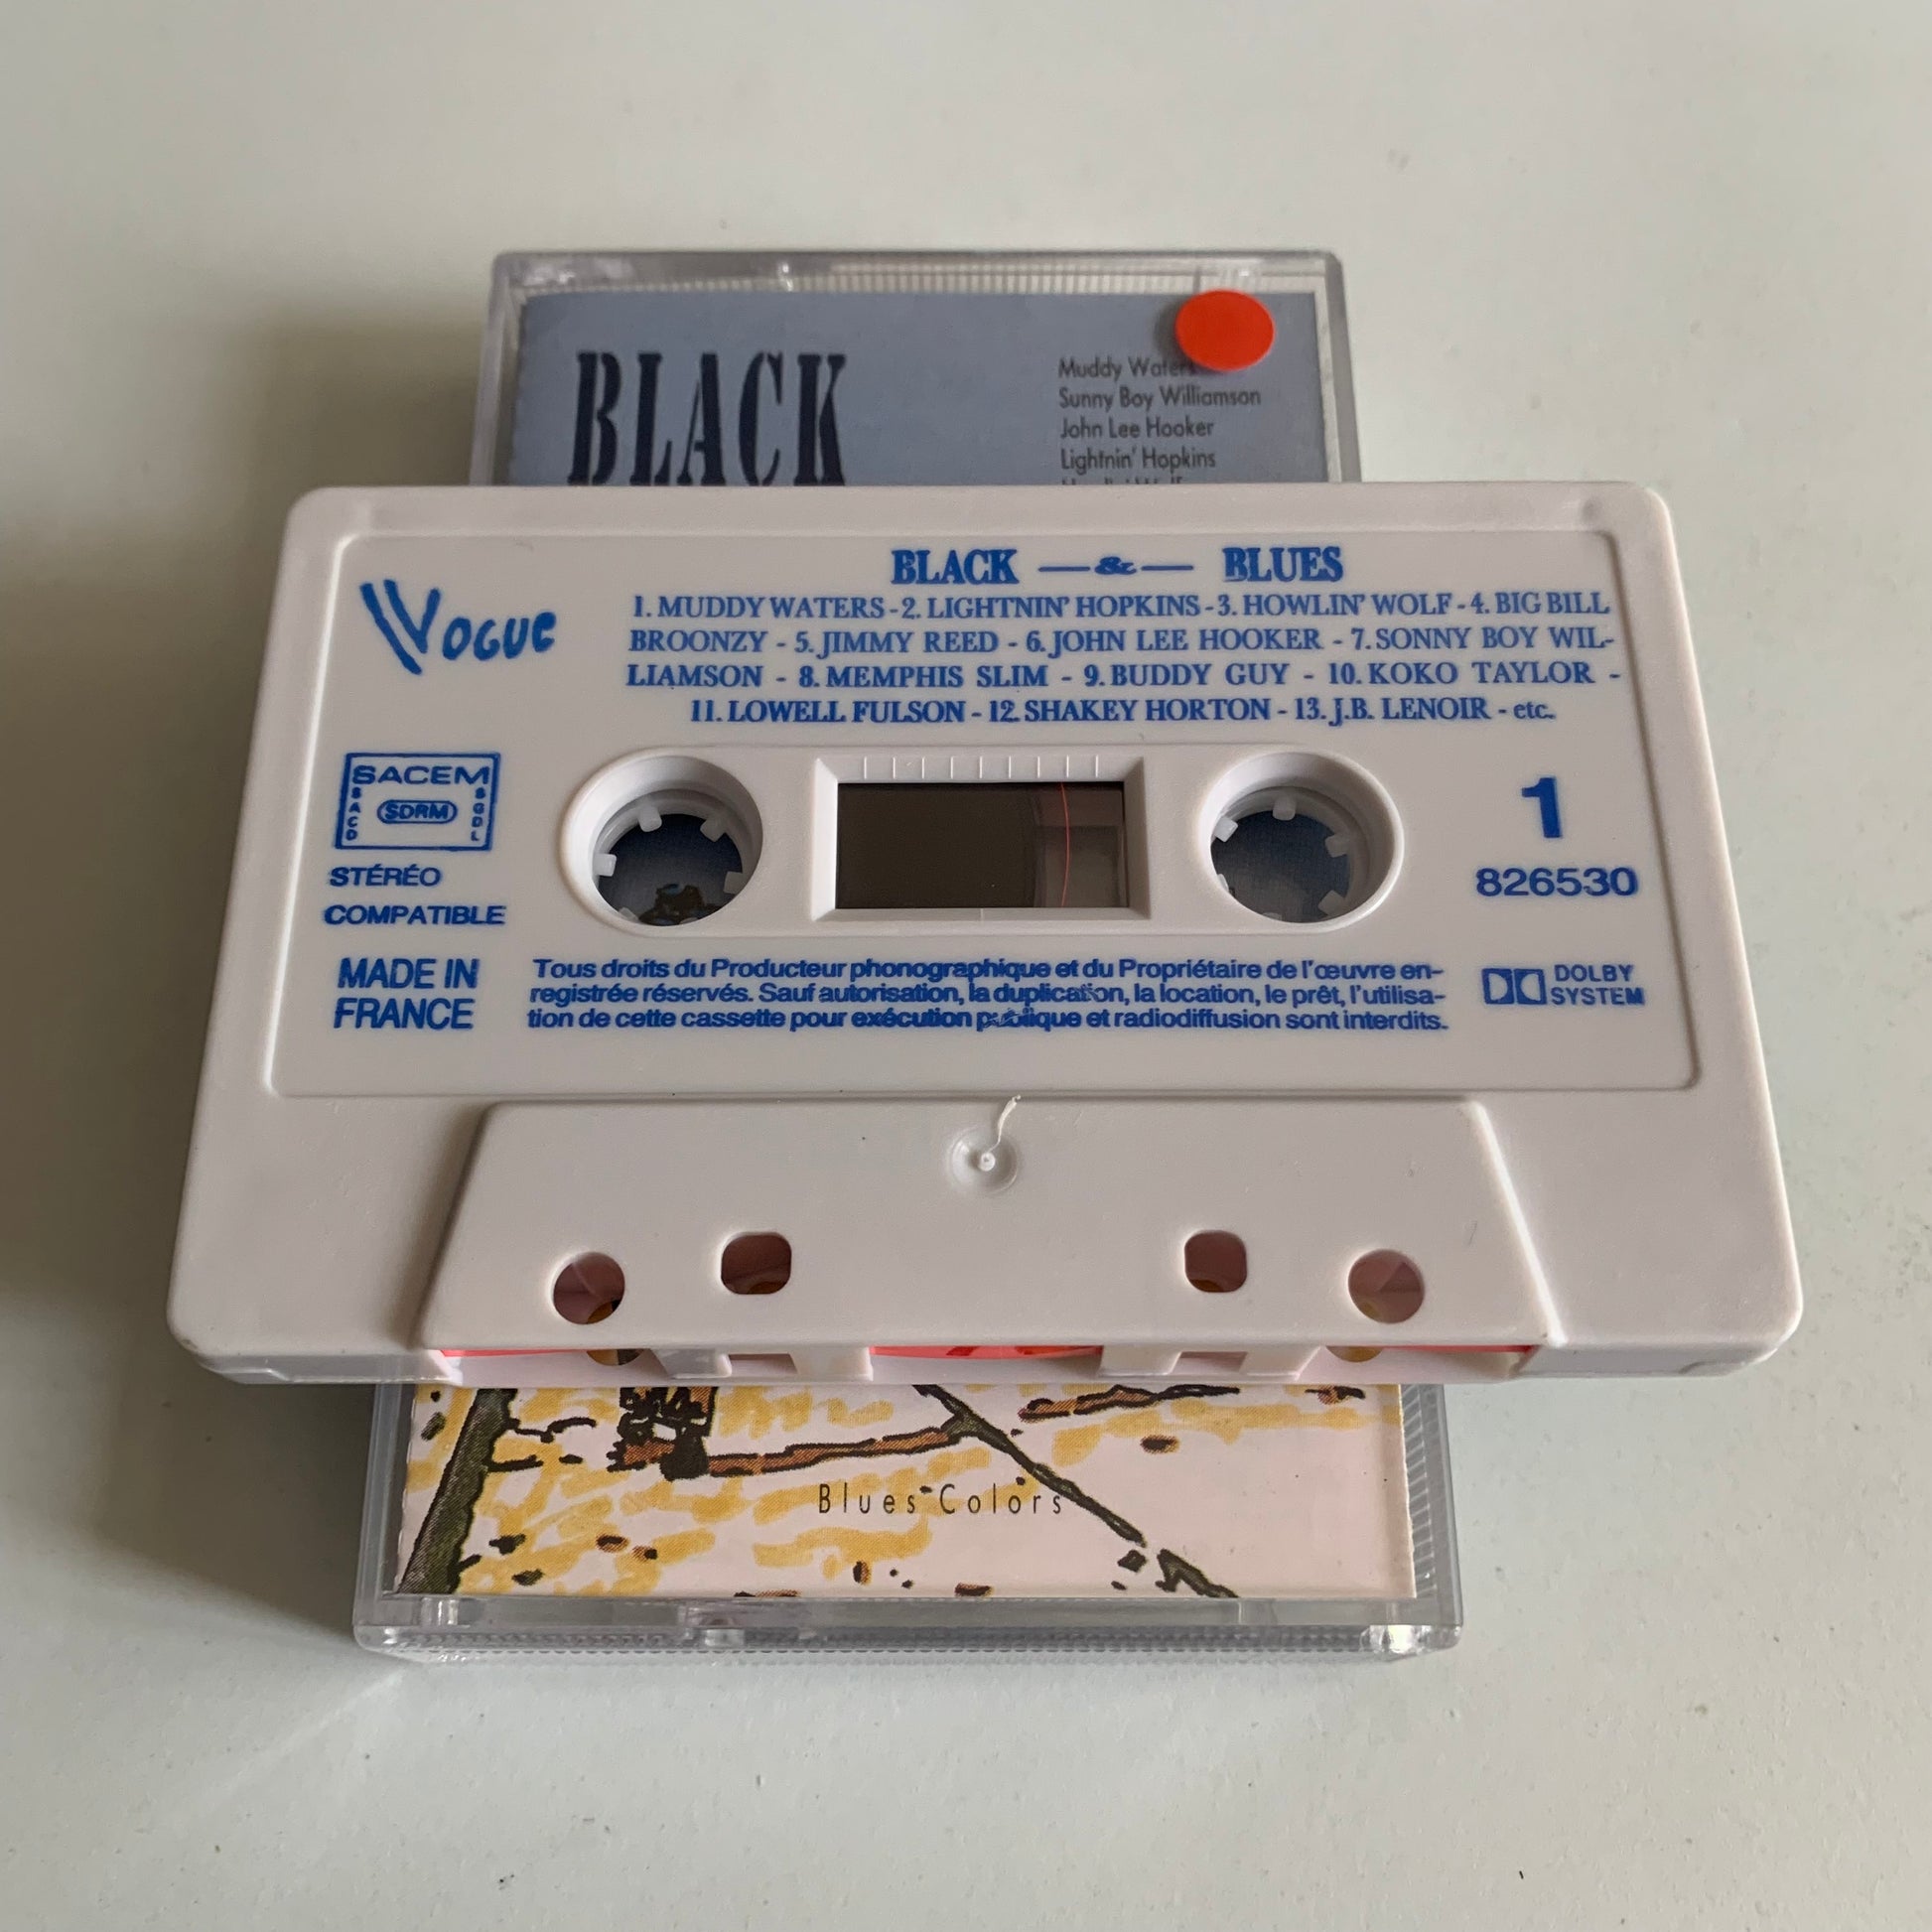 BLACK
Muddy Waters
Sunny Boy Williamson
John Lee Hooker
Lightnin' Hopkins
BLACK — & — BLUES
VOGUE
1. MUDDY WATERS - 2. LIGHTNIN' HOPKINS - 3. HOWLIN' WOLF - 4. BIG BILL
BROONZY - 5. JIMMY REED - 6. JOHN LEE HOOKER - 7. SONNY BOY WIL-
LIAMSON - 8. MEMPHIS SLIM - 9. BUDDY GUY - 10. KOKO TAYLOR -
11. LOWELL FULSON - 12. SHAKEY HORTON - 13. J.B. LENOIR - etc.
SACEM
SACD
SDRM
SGDL
STÉRÉO
COMPATIBLE
1
826530
MADE IN
FRANCE
Tous droits du Producteur phonographique et du Propriétaire de l'œuvre en-
registrée réservés. Sauf autorisation, la duplication, la location, le prêt, l'utilisa-
tion de cette cassette pour exécution publique et radiodiffusion sont interdits.
DOLBY
SYSTEM
Blues Colors